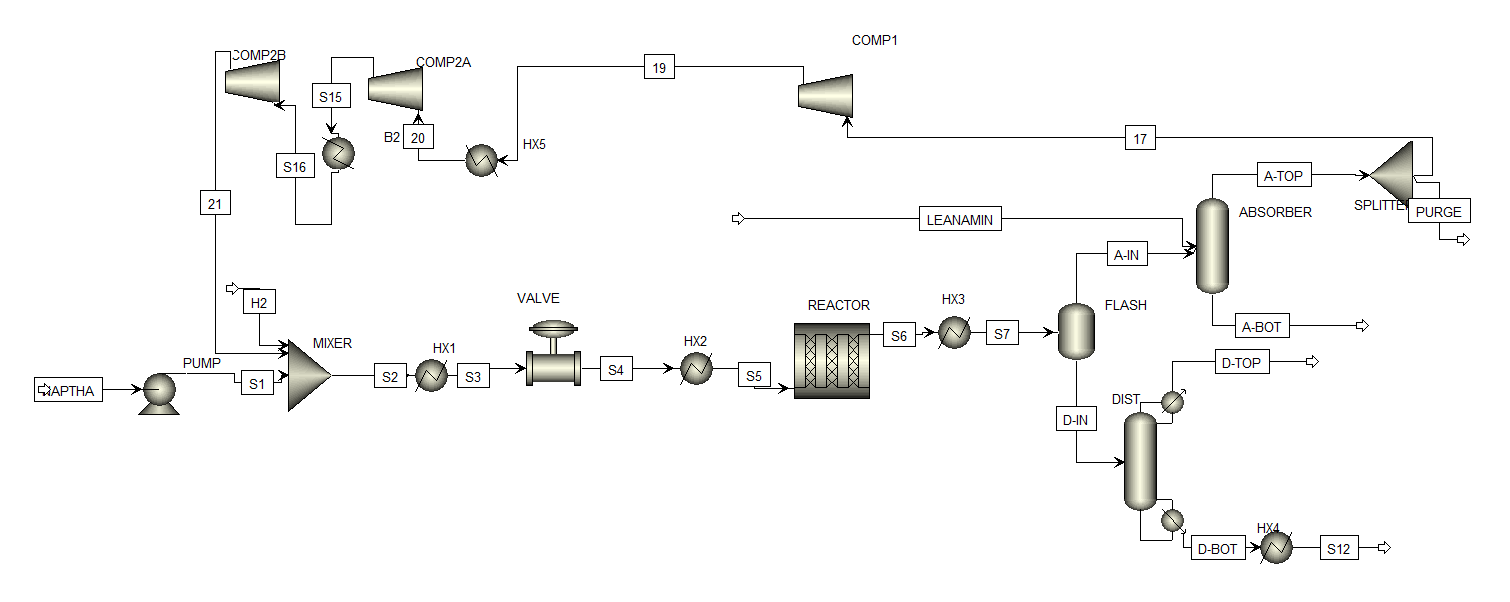 COMP1
COMP2B
COMP2A
19
S15
B2
20
HX5
17
S16
A-TOP
21
LEANAMIN
ABSORBER
SPLITTE
PURGE
A-IN
H2
VALVE
REACTOR
HX3
FLASH
A-BOT
MIXER
HX1
HX2
S6
S7
PUMP
S1
S2
S3
S4
S5
D-TOP
APTHA
DIST
D-IN
HX4
D-BOT
S12